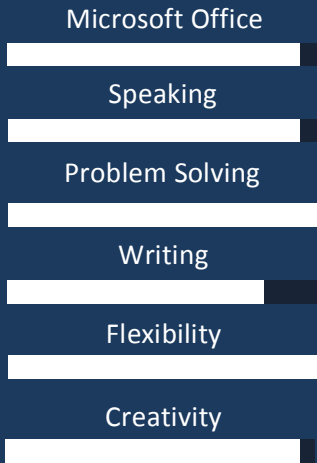 Microsoft Office
Speaking
Problem Solving
Writing
Flexibility
Creativity